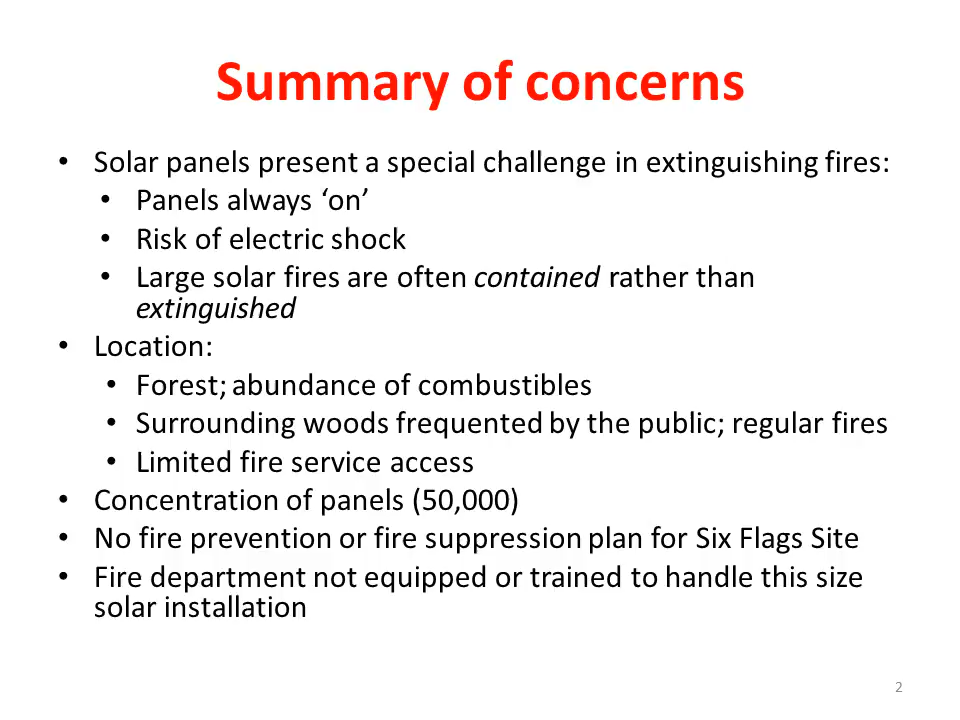 Summary of concerns
• Solar panels present a special challenge in extinguishing fires:
• Panels always ‘on’
• Risk of electric shock
• Large solar fires are often contained rather than
extinguished
• Location:
• Forest; abundance of combustibles
• Surrounding woods frequented by the public; regular fires
• Limited fire service access
• Concentration of panels (50,000)
• No fire prevention or fire suppression plan for Six Flags Site
• Fire department not equipped or trained to handle this size
solar installation
2